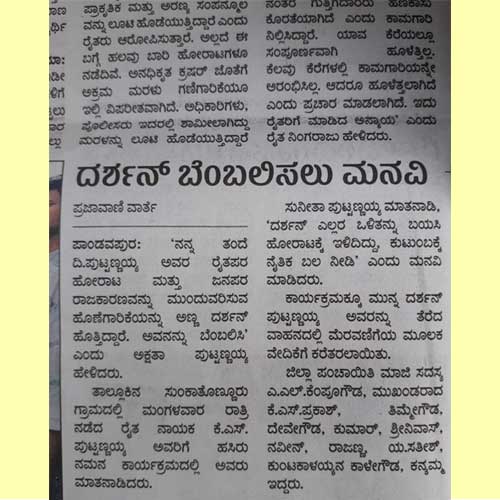 ಪ್ರಾಕೃತಿಕ ಮತ್ತು ಅರಣ್ಯ ಸಂಪನ್ಮೂಲ
ವನ್ನು ಲೂಟಿ ಹೊಡೆಯುತ್ತಿದ್ದಾರೆ ಎಂದು
ರೈತರು ಆರೋಪಿಸುತ್ತಾರೆ. ಅಲ್ಲದೆ ಈ
ಬಗ್ಗೆ ಹಲವು ಬಾರಿ ಹೋರಾಟಗಳೂ
ನಡೆದಿವೆ. ಅನಧಿಕೃತ ಕ್ರಷರ್ ಜೊತೆಗೆ
ಅಕ್ರಮ ಮರಳು ಗಣಿಗಾರಿಕೆಯೂ
ಇಲ್ಲಿ ವಿಪರೀತವಾಗಿದೆ. ಅಧಿಕಾರಿಗಳು,
ಪೊಲೀಸರು ಇದರಲ್ಲಿ ಶಾಮೀಲಾಗಿದ್ದು
ಮರಳನ್ನು ಲೂಟಿ ಹೊಡೆಯುತ್ತಿದ್ದಾರೆ
ನಂತರ ಗುತ್ತಿಗೆದಾರರು ಹಣಕಾಸು
ಕೊರತೆಯಾಗಿದೆ ಎಂದು ಕಾಮಗಾರಿ
ನಿಲ್ಲಿಸಿದ್ದಾರೆ. ಯಾವ ಕೆರೆಯಲ್ಲೂ
ಸಂಪೂರ್ಣವಾಗಿ ಹೂಳೆತ್ತಿಲ್ಲ.
ಕೆಲವು ಕೆರೆಗಳಲ್ಲಿ ಕಾಮಗಾರಿಯನ್ನೇ
ಆರಂಭಿಸಿಲ್ಲ. ಆದರೂ ಹೂಳೆತ್ತಲಾಗಿದೆ
ಎಂದು ಪ್ರಚಾರ ಮಾಡಲಾಗಿದೆ. ಇದು
ರೈತರಿಗೆ ಮಾಡಿದ ಅನ್ಯಾಯ' ಎಂದು
ರೈತ ನಿಂಗರಾಜು ಹೇಳಿದರು.
ದರ್ಶನ್ ಬೆಂಬಲಿಸಲು ಮನವಿ
ಪ್ರಜಾವಾಣಿ ವಾರ್ತೆ
ಪಾಂಡವಪುರ: 'ನನ್ನ ತಂದೆ
ದಿ.ಪುಟ್ಟಣ್ಣಯ್ಯ ಅವರ ರೈತಪರ
ಹೋರಾಟ ಮತ್ತು ಜನಪರ
ರಾಜಕಾರಣವನ್ನು ಮುಂದುವರಿಸುವ
ಹೊಣೆಗಾರಿಕೆಯನ್ನು ಅಣ್ಣ ದರ್ಶನ್
ಹೊತ್ತಿದ್ದಾರೆ. ಅವನನ್ನು ಬೆಂಬಲಿಸಿ'
ಎಂದು ಅಕ್ಷತಾ ಪುಟ್ಟಣ್ಣಯ್ಯ
ಹೇಳಿದರು.
ತಾಲ್ಲೂಕಿನ ಸುಂಕಾತೊಣ್ಣೂರು
ಗ್ರಾಮದಲ್ಲಿ ಮಂಗಳವಾರ ರಾತ್ರಿ
ನಡೆದ ರೈತ ನಾಯಕ ಕೆ.ಎಸ್.
ಪುಟ್ಟಣ್ಣಯ್ಯ ಅವರಿಗೆ ಹಸಿರು
ನಮನ ಕಾರ್ಯಕ್ರಮದಲ್ಲಿ ಅವರು
ಮಾತನಾಡಿದರು.
ಸುನೀತಾ ಪುಟ್ಟಣ್ಣಯ್ಯ ಮಾತನಾಡಿ,
'ದರ್ಶನ್ ಎಲ್ಲರ ಒಳಿತನ್ನು ಬಯಸಿ
ಹೋರಾಟಕ್ಕೆ ಇಳಿದಿದ್ದು, ಕುಟುಂಬಕ್ಕೆ
ನೈತಿಕ ಬಲ ನೀಡಿ' ಎಂದು ಮನವಿ
ಮಾಡಿದರು.
ಕಾರ್ಯಕ್ರಮಕ್ಕೂ ಮುನ್ನ ದರ್ಶನ್
ಪುಟ್ಟಣ್ಣಯ್ಯ ಅವರನ್ನು ತೆರೆದ
ವಾಹನದಲ್ಲಿ ಮೆರವಣಿಗೆಯ ಮೂಲಕ
ವೇದಿಕೆಗೆ ಕರೆತರಲಾಯಿತು.
ಜಿಲ್ಲಾ ಪಂಚಾಯಿತಿ ಮಾಜಿ ಸದಸ್ಯ
ಎ.ಎಲ್.ಕೆಂಪೂಗೌಡ, ಮುಖಂಡರಾದ
ಕೆ.ಎಸ್.ಪ್ರಕಾಶ್, ತಿಮ್ಮೇಗೌಡ,
ದೇವೇಗೌಡ, ಕುಮಾರ್, ಶ್ರೀನಿವಾಸ್,
ನವೀನ್, ರಾಜಣ್ಣ, ಯ.ಸತೀಶ್,
ಕುಂಟಕಾಳಯ್ಯನ ಕಾಳೇಗೌಡ, ಕನ್ಯಮ್ಮ
ಇದ್ದರು.